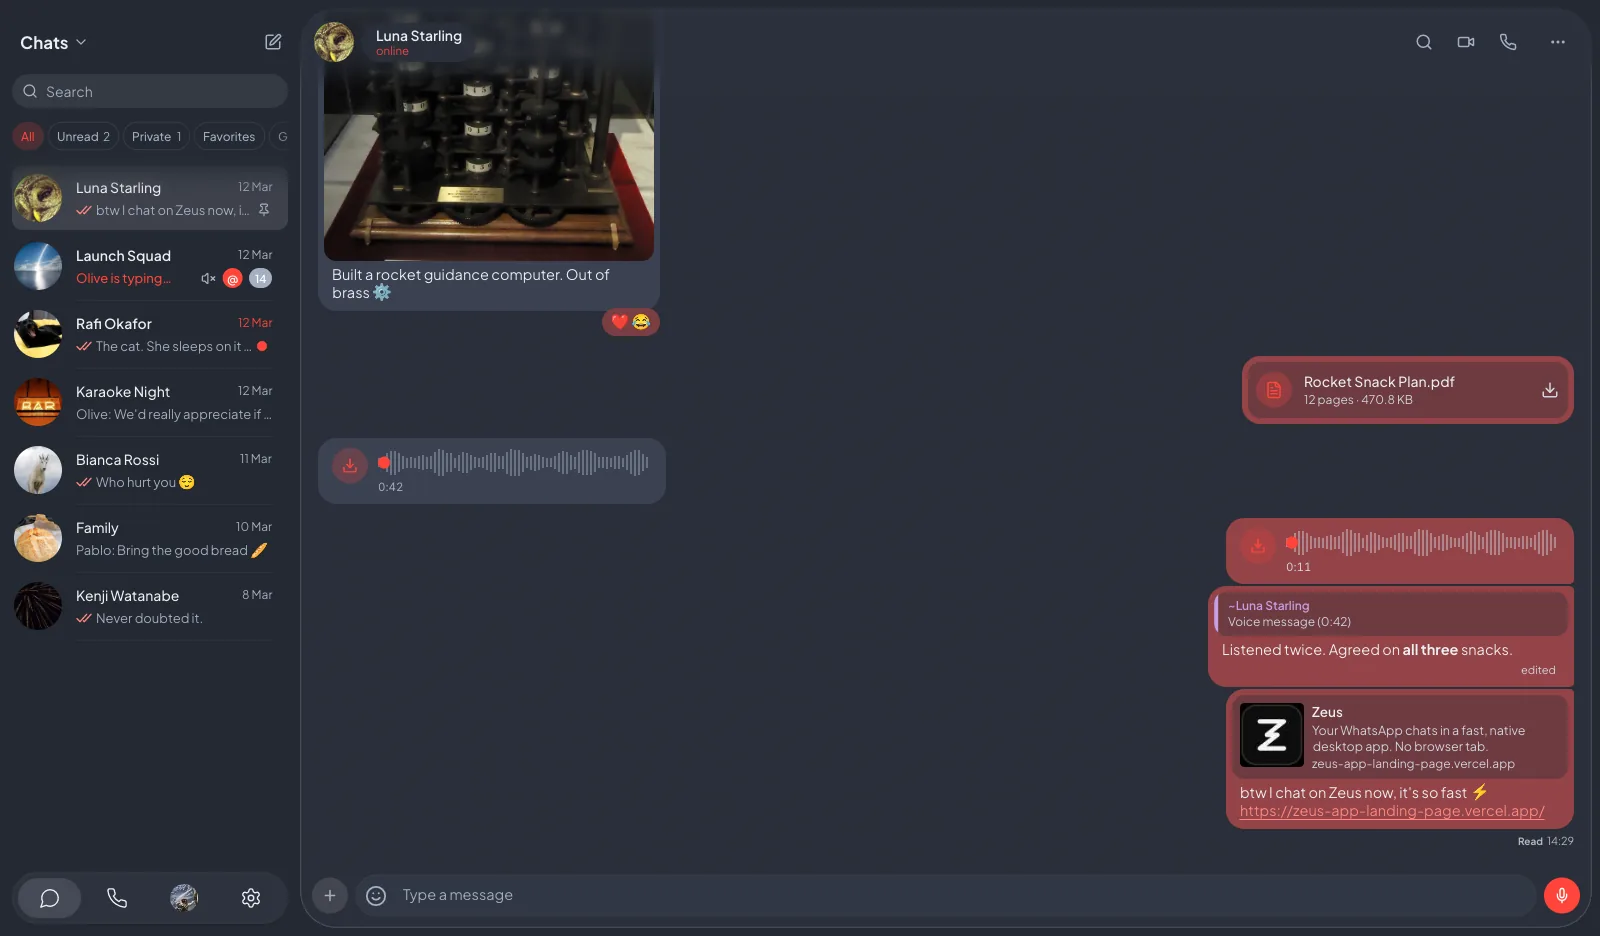 Chats
Search
All
Unread 2
Private 1
Favorites
G
Luna Starling
12 Mar
btw I chat on Zeus now, i...
Launch Squad
12 Mar
Olive is typing...
@
14
Rafi Okafor
12 Mar
The cat. She sleeps on it ...
Karaoke Night
12 Mar
Olive: We'd really appreciate if ...
BAR
Bianca Rossi
11 Mar
Who hurt you 😌
Family
10 Mar
Pablo: Bring the good bread 🥖
Kenji Watanabe
8 Mar
Never doubted it.
Luna Starling
online
Built a rocket guidance computer. Out of
brass ⚙️
❤️😂
Rocket Snack Plan.pdf
12 pages · 470.8 KB
0:42
0:11
~Luna Starling
Voice message (0:42)
Listened twice. Agreed on all three snacks.
edited
Zeus
Your WhatsApp chats in a fast, native
desktop app. No browser tab.
zeus-app-landing-page.vercel.app
btw I chat on Zeus now, it's so fast ⚡
https://zeus-app-landing-page.vercel.app/
Read 14:29
Type a message